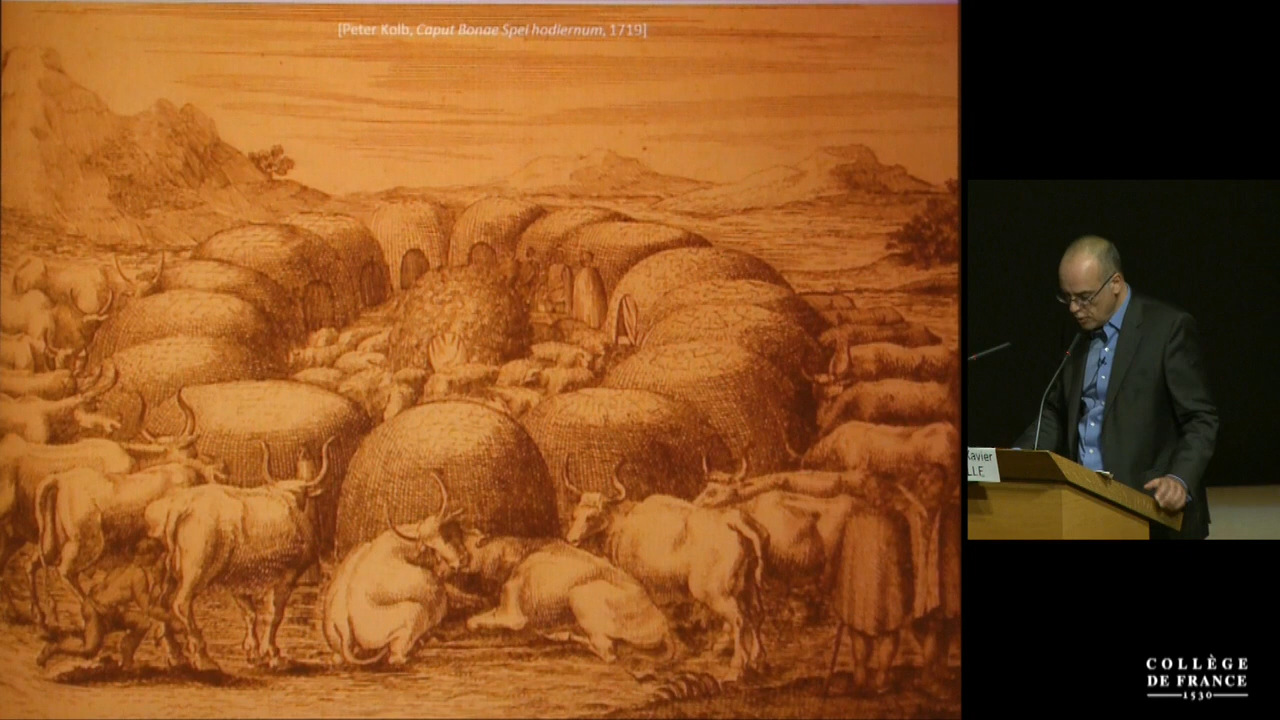 [Peter Kolb, Caput Bonae Spei hodiernum, 1719]
Xavier
LLE
COLLÈGE
DE FRANCE
1530